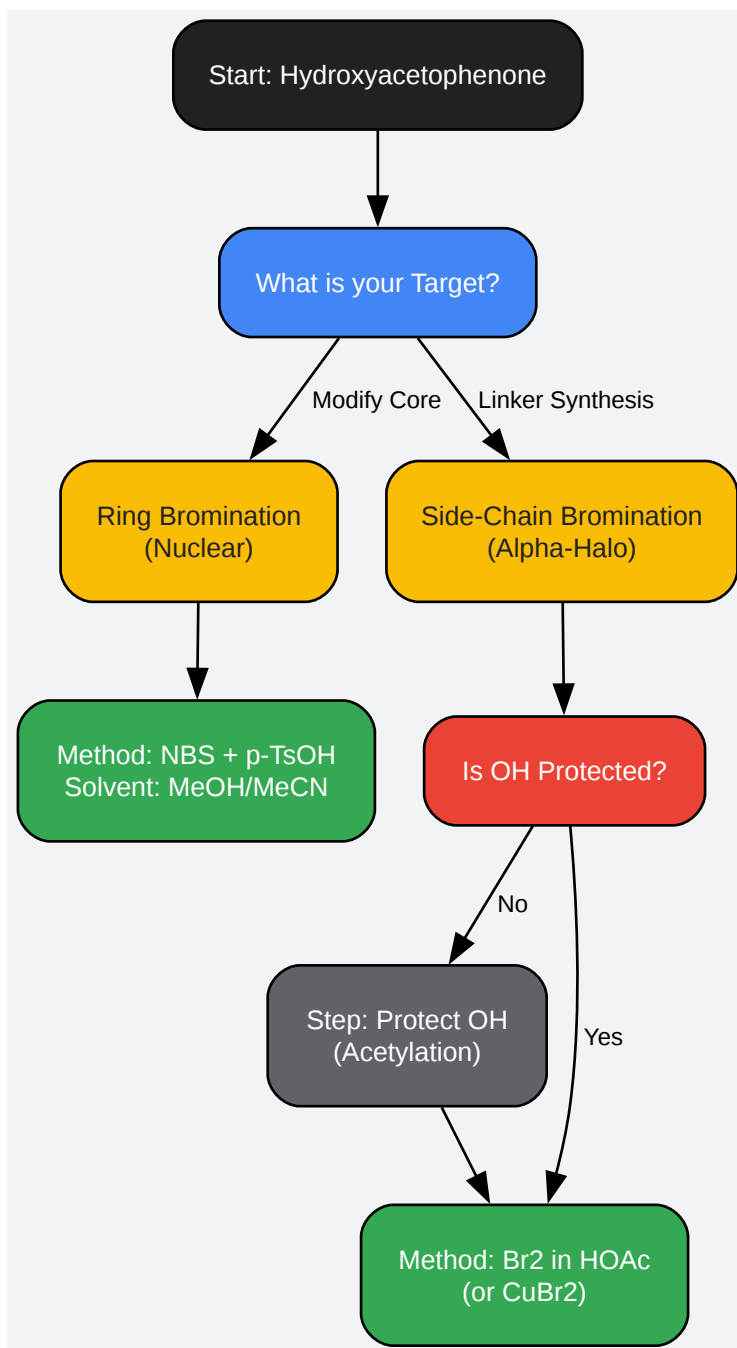 Start: Hydroxyacetophenone
What is your Target?
Modify Core
Linker Synthesis
Ring Bromination
(Nuclear)
Side-Chain Bromination
(Alpha-Halo)
Method: NBS + p-TsOH
Solvent: MeOH/MeCN
Is OH Protected?
No
Step: Protect OH
(Acetylation)
Yes
Method: Br2 in HOAc
(or CuBr2)